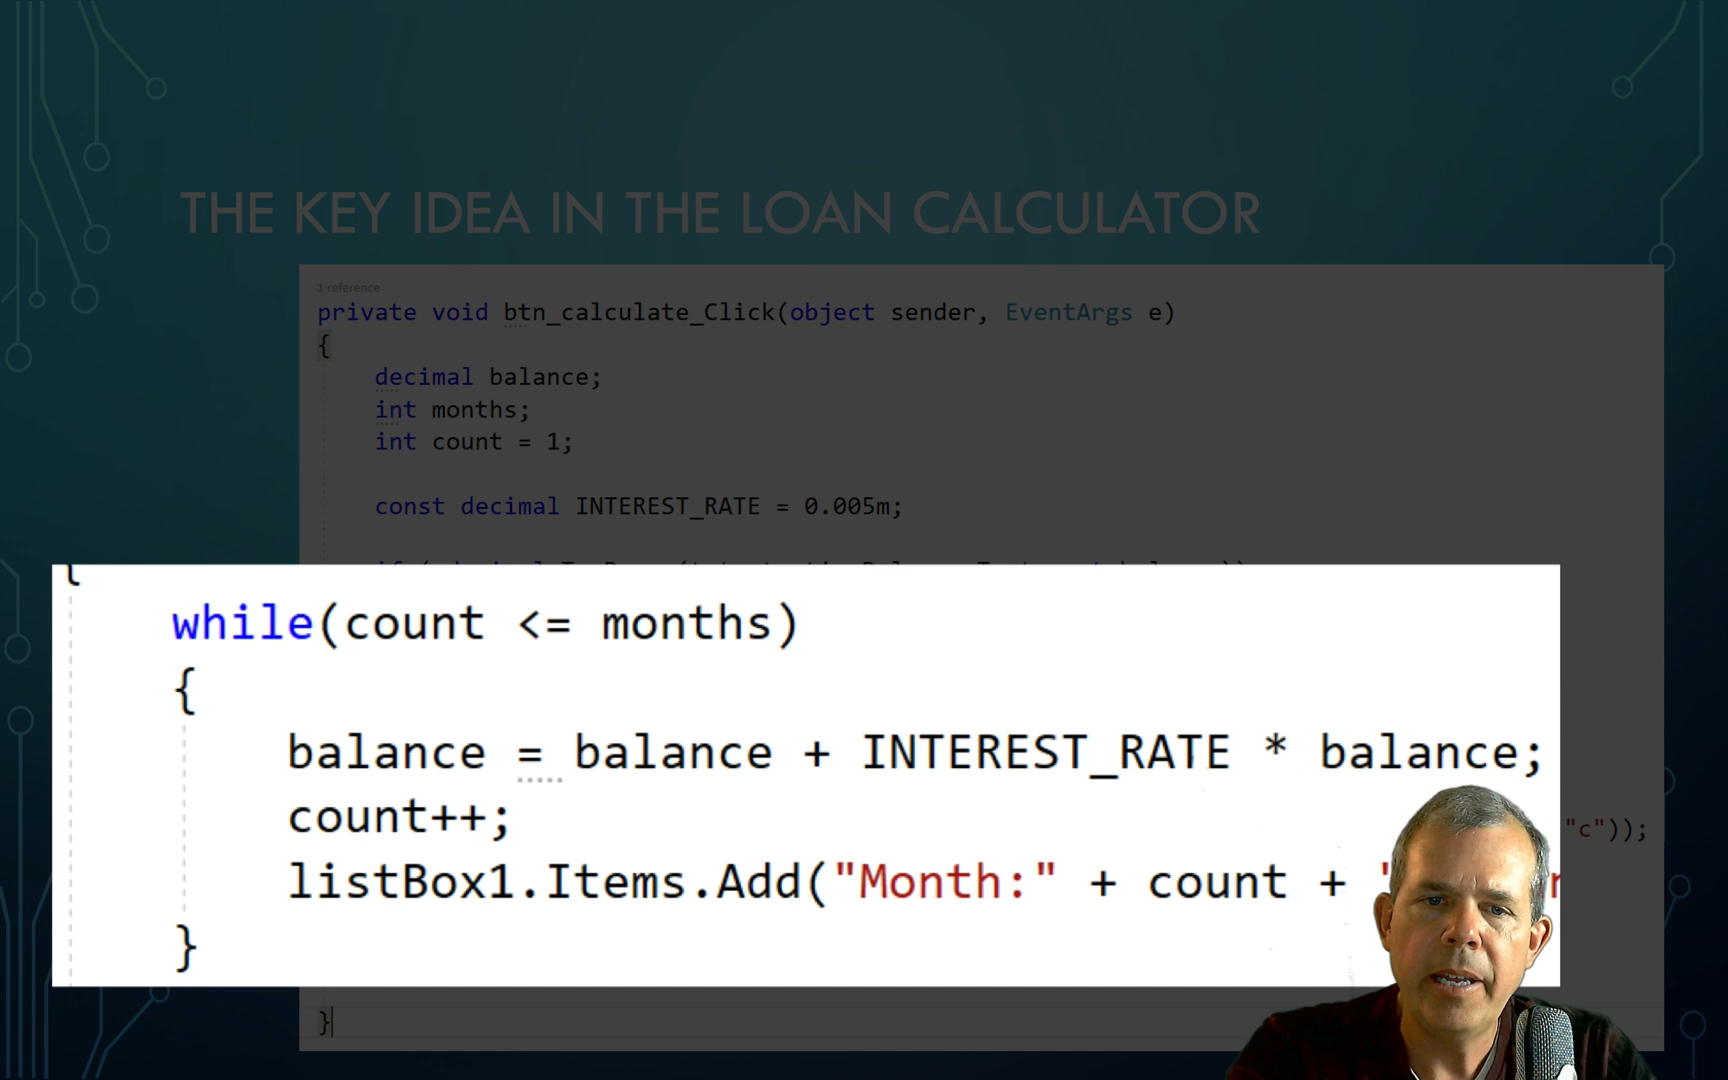 THE KEY IDEA IN THE LOAN CALCULATOR
1 reference
private void btn_calculate_Click(object sender, EventArgs e)
{
decimal balance;
int months;
int count = 1;
const decimal INTEREST_RATE = 0.005m;
{
while(count <= months)
{
balance = balance + INTEREST_RATE * balance;
count++;
"c"));
listBox1.Items.Add("Month:" + count + "
}
}